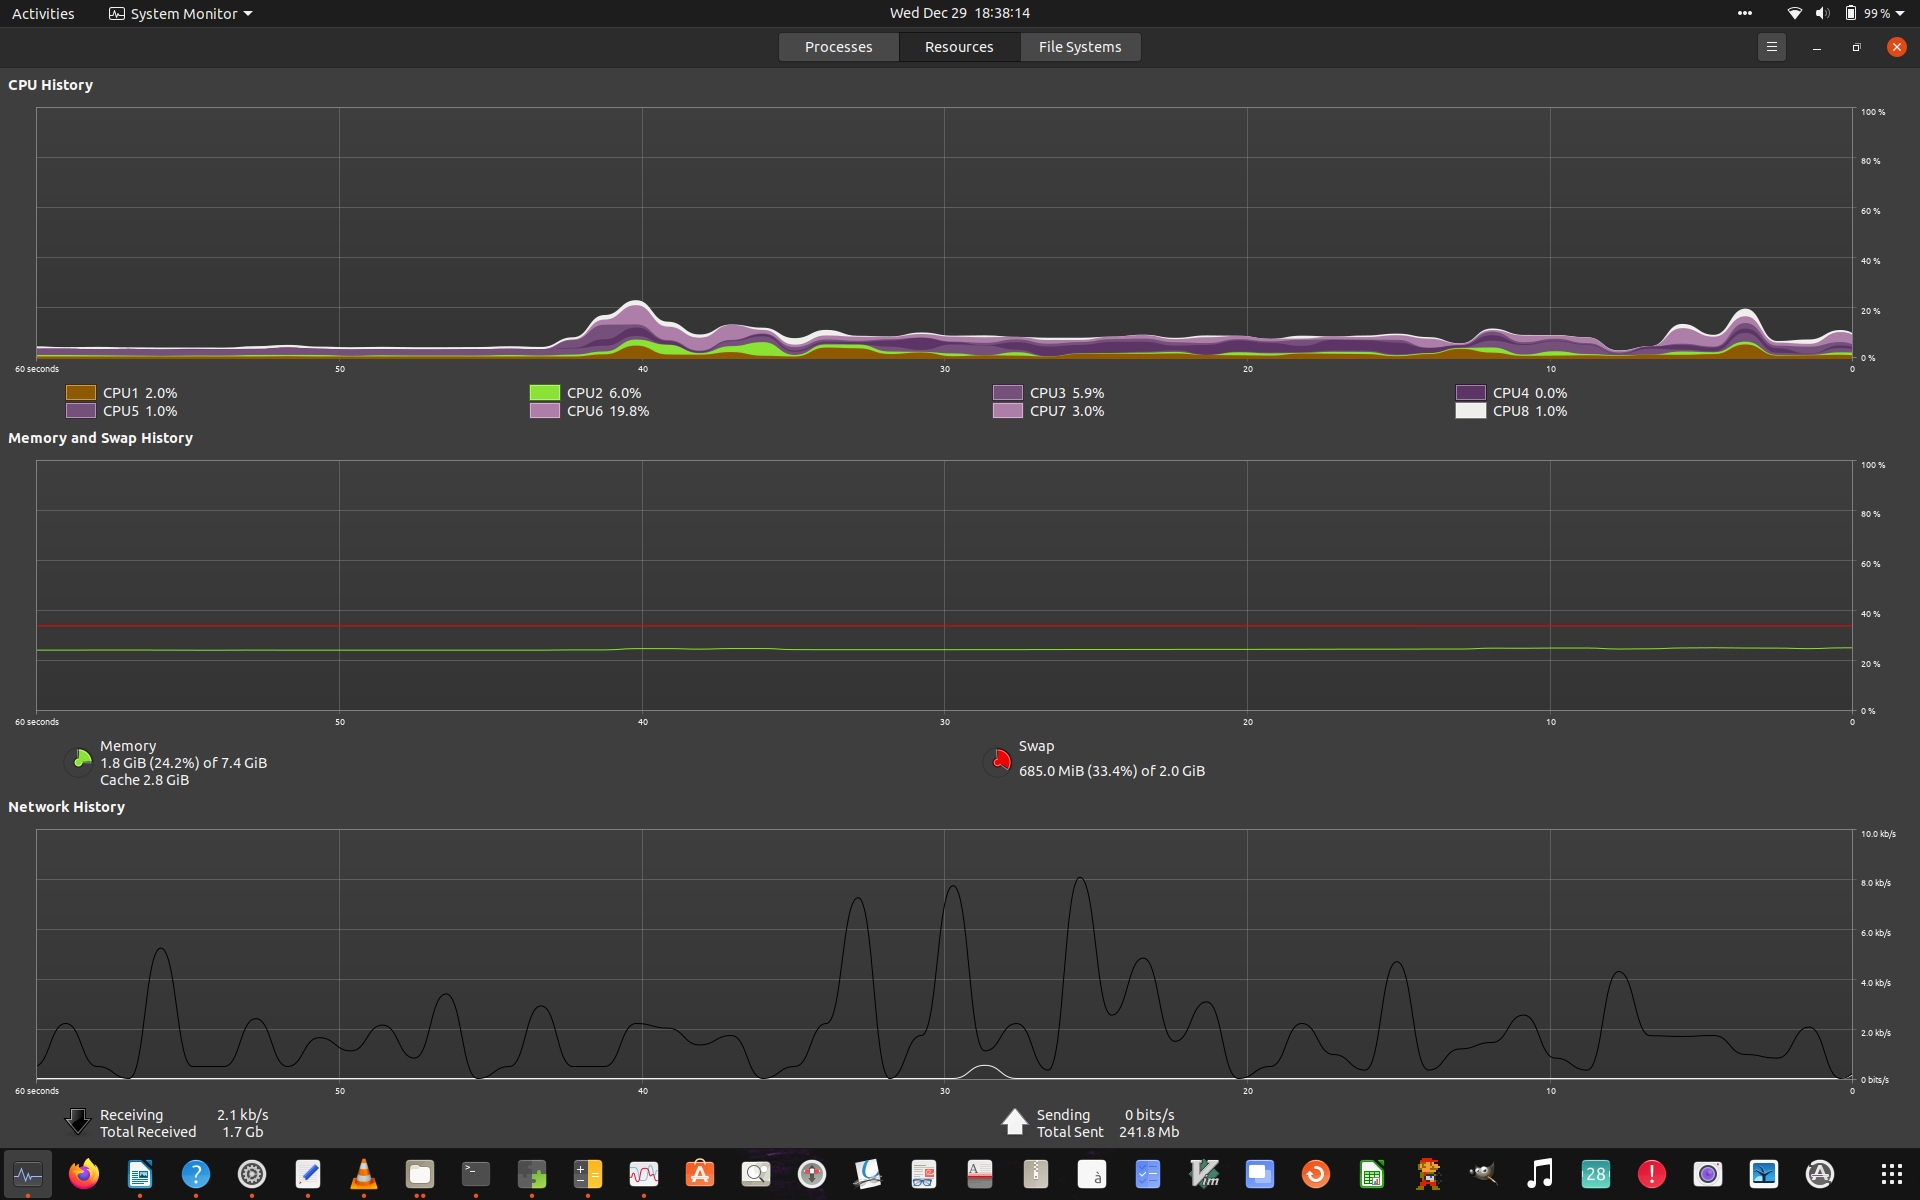 Activities System Monitor Wed Dec 29 18:38:14 99 %
Processes Resources File Systems
CPU History
100 %
80 %
60 %
40 %
20 %
0 %
60 seconds 50 40 30 20 10 0
CPU1 2.0% CPU2 6.0% CPU3 5.9% CPU4 0.0%
CPU5 1.0% CPU6 19.8% CPU7 3.0% CPU8 1.0%
Memory and Swap History
100 %
80 %
60 %
40 %
20 %
0 %
60 seconds 50 40 30 20 10 0
Memory
1.8 GiB (24.2%) of 7.4 GiB
Cache 2.8 GiB
Swap
685.0 MiB (33.4%) of 2.0 GiB
Network History
10.0 kb/s
8.0 kb/s
6.0 kb/s
4.0 kb/s
2.0 kb/s
0 bits/s
60 seconds 50 40 30 20 10 0
Receiving 2.1 kb/s
Total Received 1.7 Gb
Sending 0 bits/s
Total Sent 241.8 Mb
? >_ A A à Vim 28 !